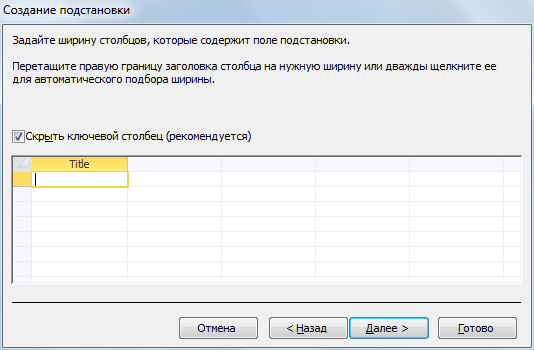 Создание подстановки
Задайте ширину столбцов, которые содержит поле подстановки.
Перетащите правую границу заголовка столбца на нужную ширину или дважды щелкните ее
для автоматического подбора ширины.
Скрыть ключевой столбец (рекомендуется)
Title
Отмена < Назад Далее > Готово